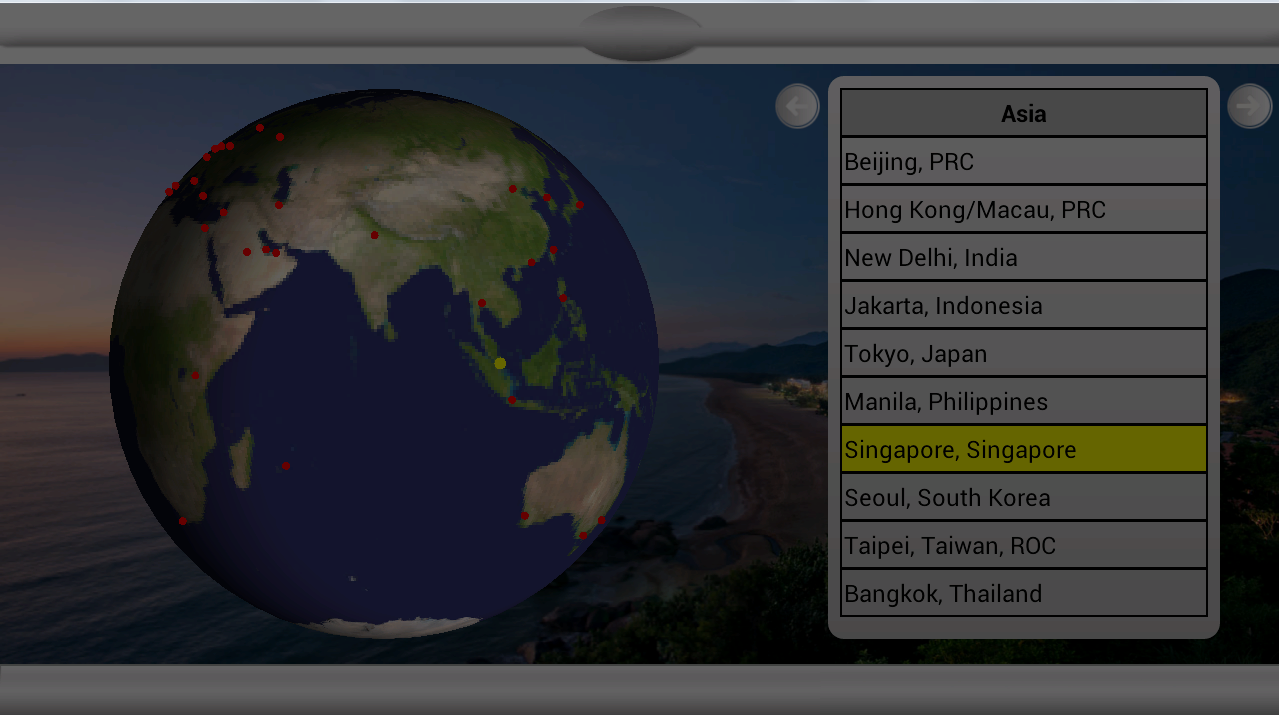 Asia
Beijing, PRC
Hong Kong/Macau, PRC
New Delhi, India
Jakarta, Indonesia
Tokyo, Japan
Manila, Philippines
Singapore, Singapore
Seoul, South Korea
Taipei, Taiwan, ROC
Bangkok, Thailand